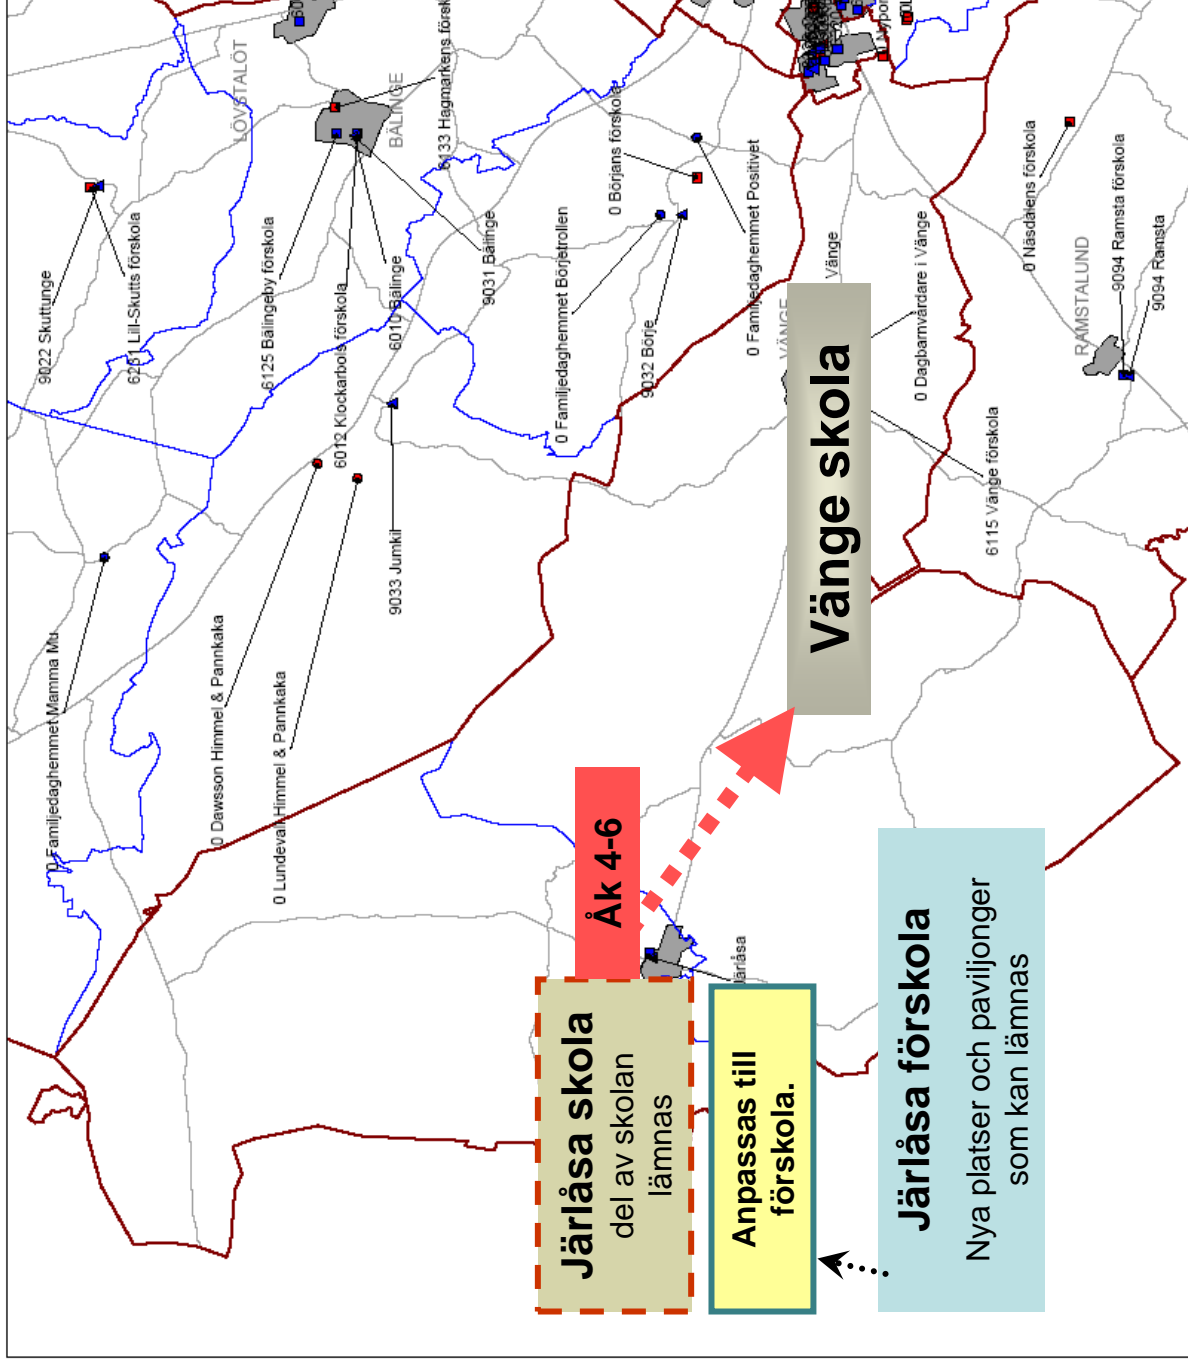 LÖVSTALÖT
BÄLINGE
6133 Hagmarkens försk
9022 Skuttunge
6251 Lill-Skutts förskola
6125 Bälingeby förskola
6012 Klockarbols förskola
6010 Bälinge
9031 Bälinge
0 Familjedaghemmet Mamma Mu
0 Dawsson Himmel & Pannkaka
0 Lundevall Himmel & Pannkaka
9033 Jumkil
0 Familjedaghemmet Börjetrollen
0 Börjans förskola
9032 Börje
0 Familjedaghemmet Positivet
VÄNGE
Vänge
0 Dagbarnvårdare i Vänge
6115 Vänge förskola
0 Näsdalens förskola
RAMSTALUND
9094 Ramsta förskola
9094 Ramsta
Järlåsa
Vänge skola
Åk 4-6
Järlåsa skola
del av skolan
lämnas
Anpassas till
förskola.
Järlåsa förskola
Nya platser och paviljonger
som kan lämnas